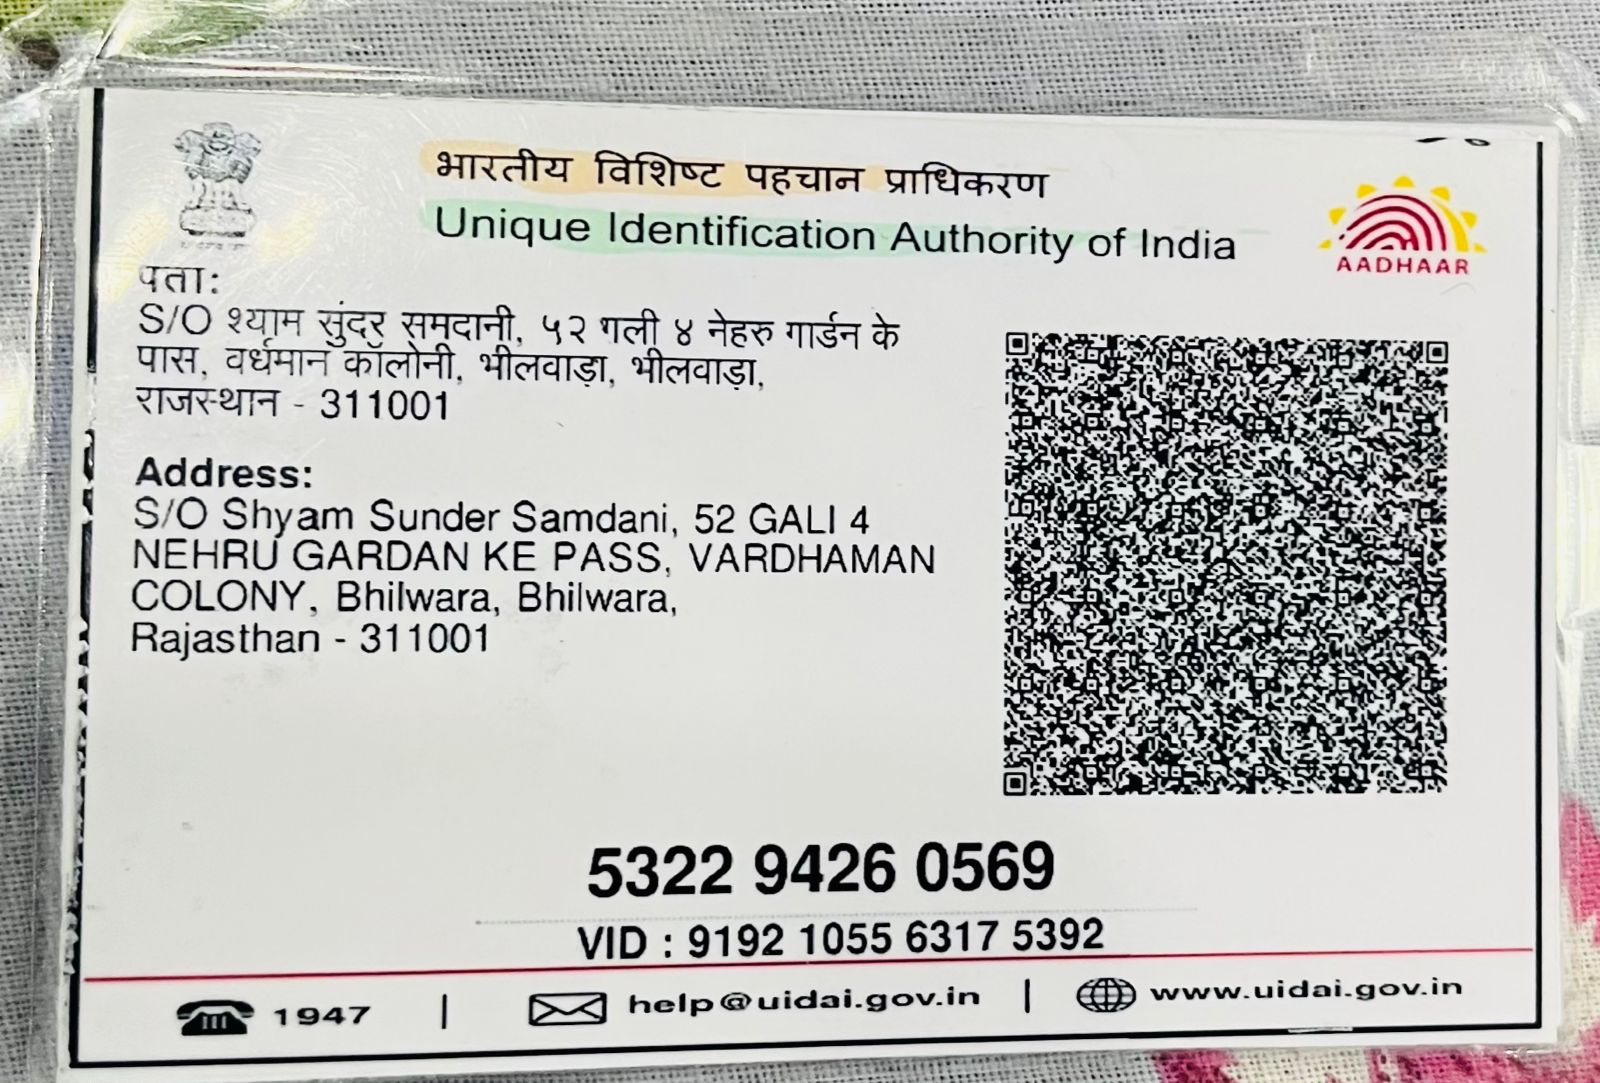 भारतीय विशिष्ट पहचान प्राधिकरण
Unique Identification Authority of India
AADHAAR
पता:
S/O श्याम सुंदर समदानी, ५२ गली ४ नेहरु गार्डन के
पास, वर्धमान कॉलोनी, भीलवाड़ा, भीलवाड़ा,
राजस्थान - 311001
Address:
S/O Shyam Sunder Samdani, 52 GALI 4
NEHRU GARDAN KE PASS, VARDHAMAN
COLONY, Bhilwara, Bhilwara,
Rajasthan - 311001
5322 9426 0569
VID : 9192 1055 6317 5392
1947 | help@uidai.gov.in | www.uidai.gov.in